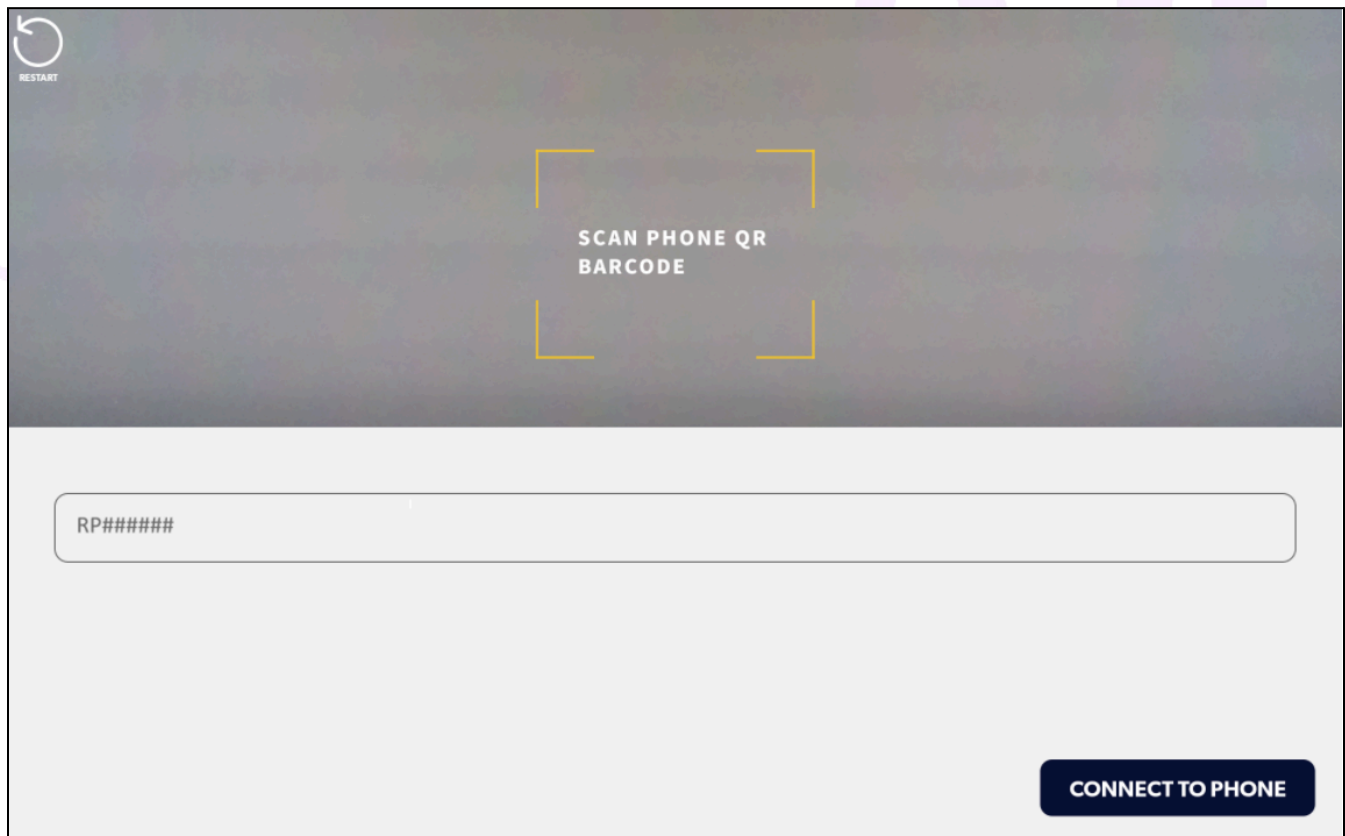 RESTART
SCAN PHONE QR
BARCODE
RP######
CONNECT TO PHONE